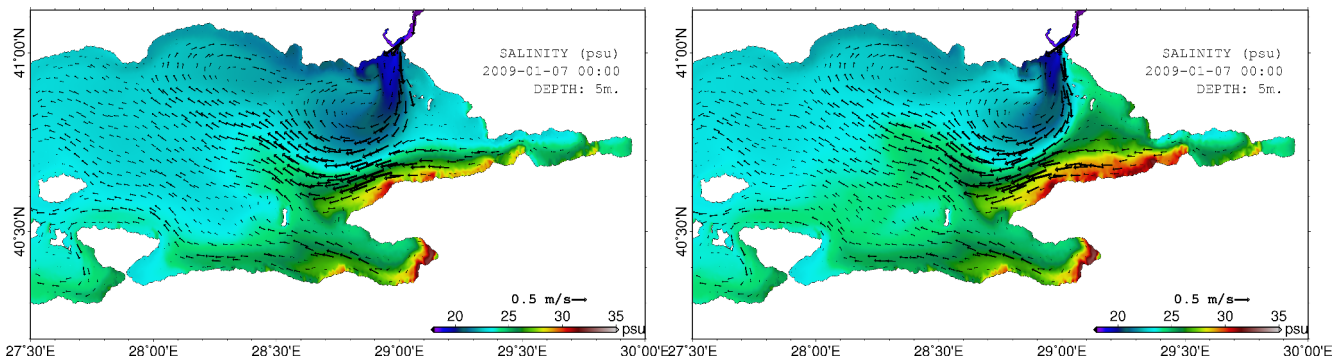 41°00'N
40°30'N
SALINITY (psu)
2009-01-07 00:00
DEPTH: 5m.
0.5 m/s
20 25 30 35 psu
27°30'E 28°00'E 28°30'E 29°00'E 29°30'E 30°00'E
41°00'N
40°30'N
SALINITY (psu)
2009-01-07 00:00
DEPTH: 5m.
0.5 m/s
20 25 30 35 psu
27°30'E 28°00'E 28°30'E 29°00'E 29°30'E 30°00'E